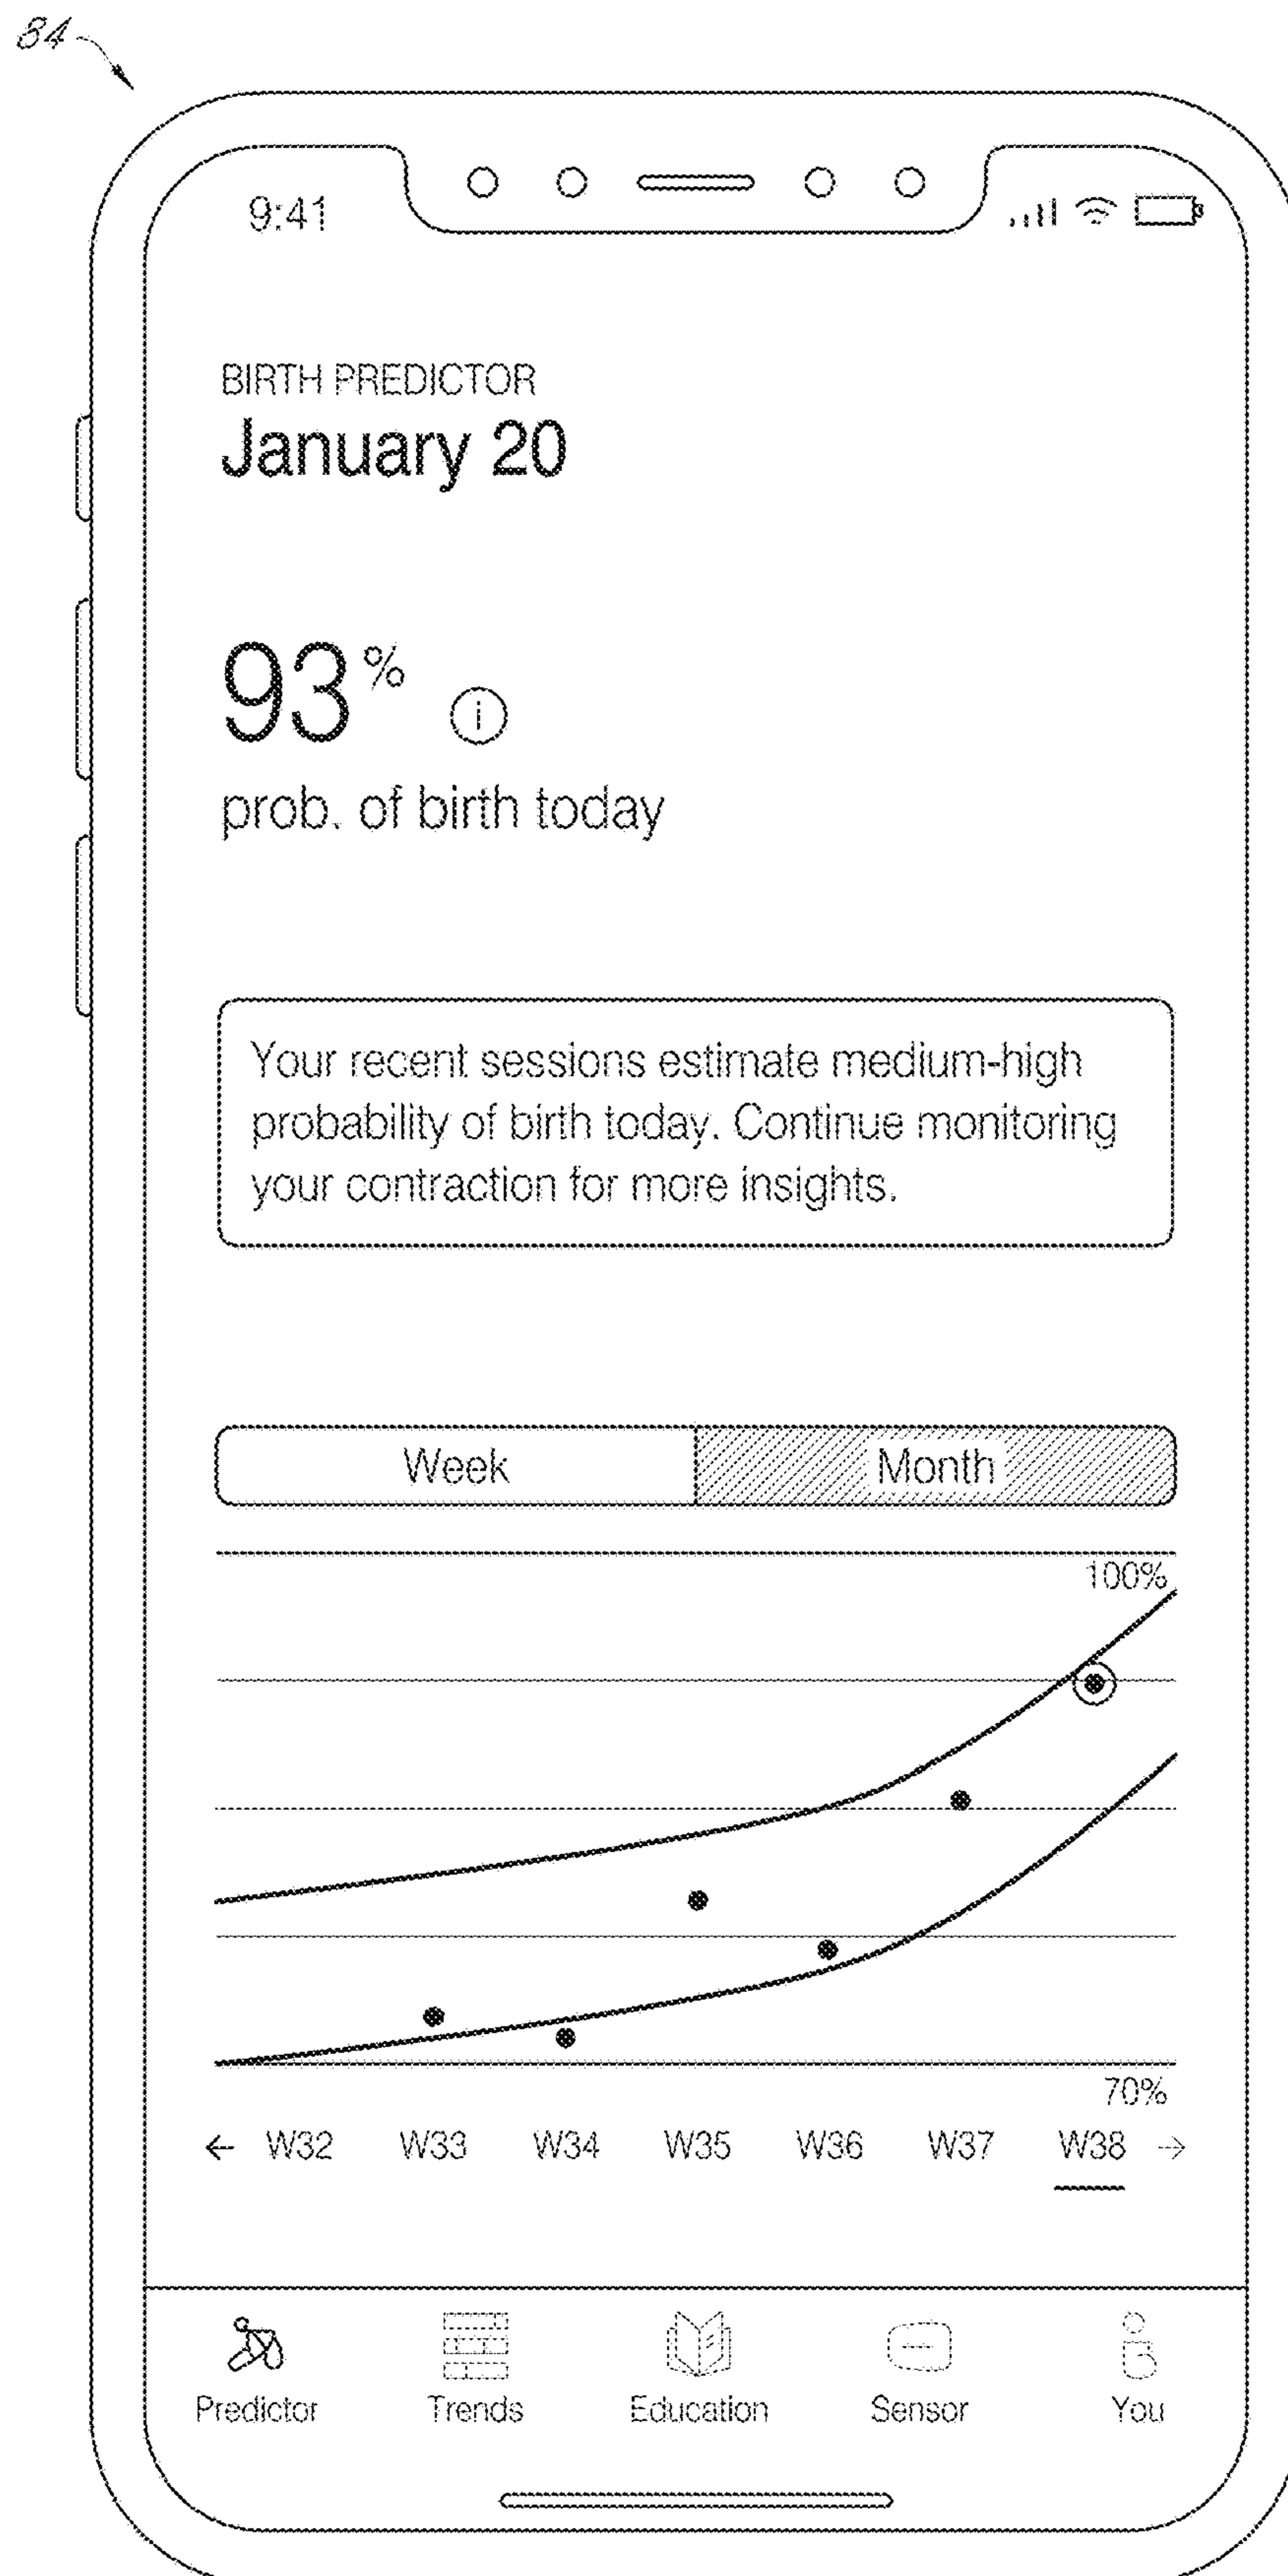 84
9:41
BIRTH PREDICTOR
January 20
93%
i
prob. of birth today
Your recent sessions estimate medium-high
probability of birth today. Continue monitoring
your contraction for more insights.
Week Month
100%
70%
← W32 W33 W34 W35 W36 W37 W38 →
Predictor Trends Education Sensor You